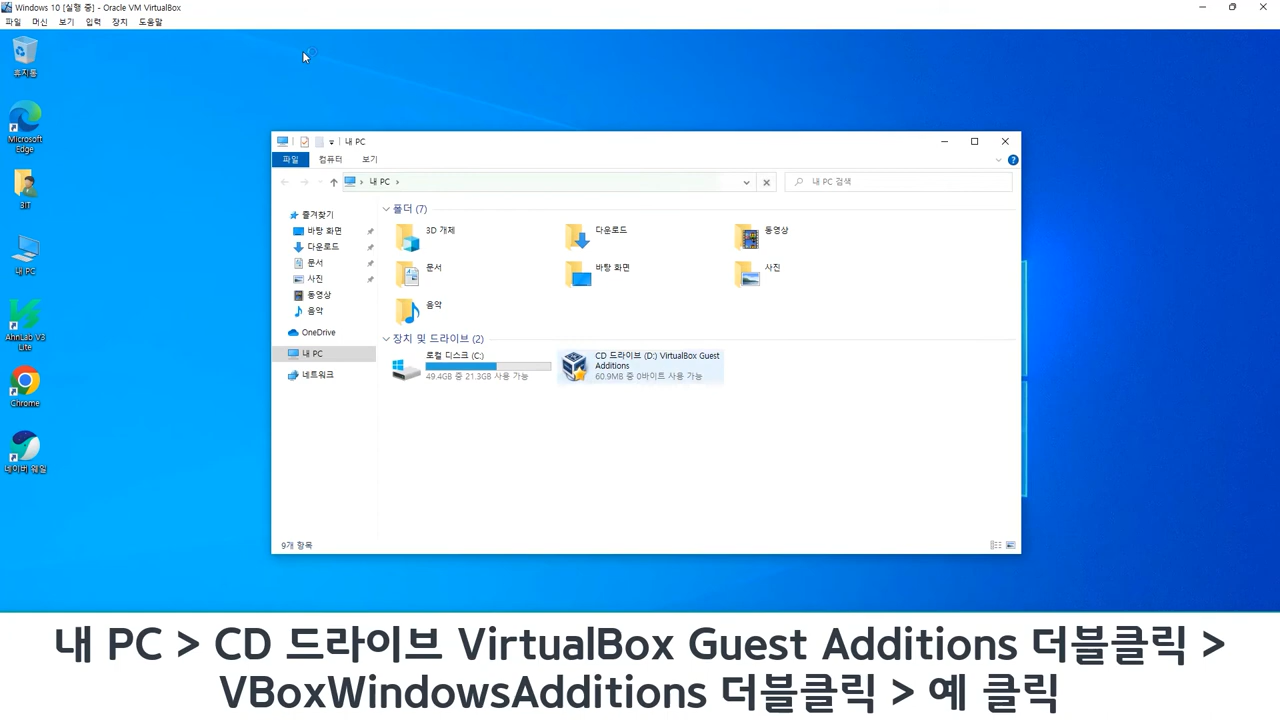 Windows 10 [실행 중] - Oracle VM VirtualBox
파일 머신 보기 입력 장치 도움말
휴지통
Microsoft
Edge
3IT
내 PC
AhnLab V3
Lite
Chrome
네이버 웨일
내 PC
파일 컴퓨터 보기
내 PC
내 PC 검색
즐겨찾기
바탕 화면
다운로드
문서
사진
동영상
음악
OneDrive
내 PC
네트워크
폴더 (7)
3D 개체
다운로드
동영상
문서
바탕 화면
사진
음악
장치 및 드라이브 (2)
로컬 디스크 (C:)
49.4GB 중 21.3GB 사용 가능
CD 드라이브 (D:) VirtualBox Guest
Additions
60.9MB 중 0바이트 사용 가능
9개 항목
내 PC > CD 드라이브 VirtualBox Guest Additions 더블클릭 >
VBoxWindowsAdditions 더블클릭 > 예 클릭